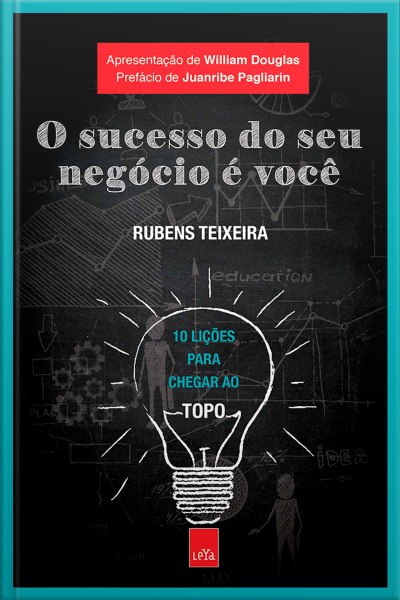 Apresentação de William Douglas
Prefácio de Juanribe Pagliarin
O sucesso do seu
negócio é você
RUBENS TEIXEIRA
education
10 LIÇÕES
PARA
CHEGAR AO
TOPO
IDEA
LeYa